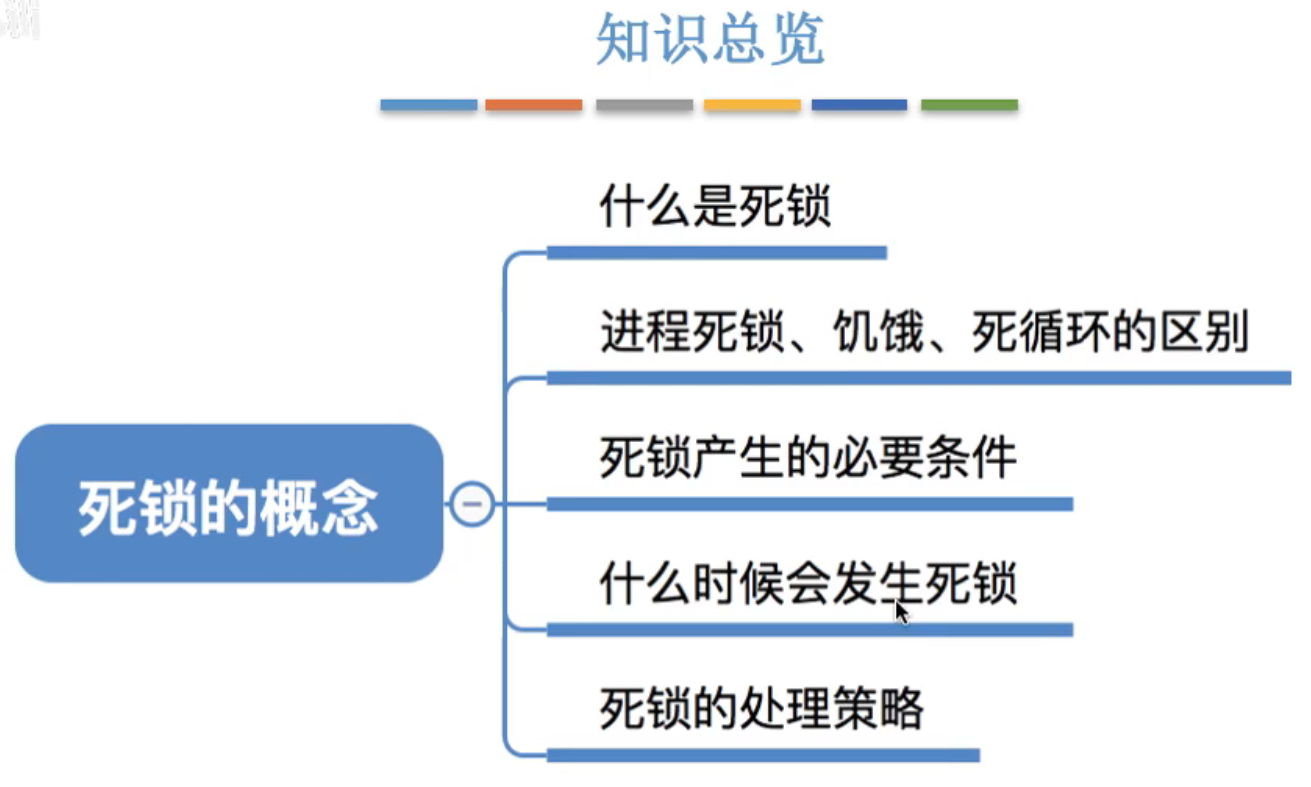 知识总览
什么是死锁
进程死锁、饥饿、死循环的区别
死锁产生的必要条件
死锁的概念
什么时候会发生死锁
死锁的处理策略